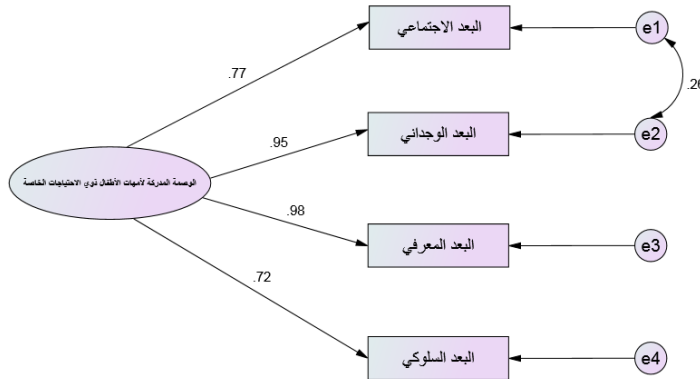 البعد الاجتماعي
e1
.77
.26
البعد الوجداني
e2
.95
الوصمة المدركة لأمهات الأطفال ذوي الاحتياجات الخاصة
.98
البعد المعرفي
e3
.72
البعد السلوكي
e4